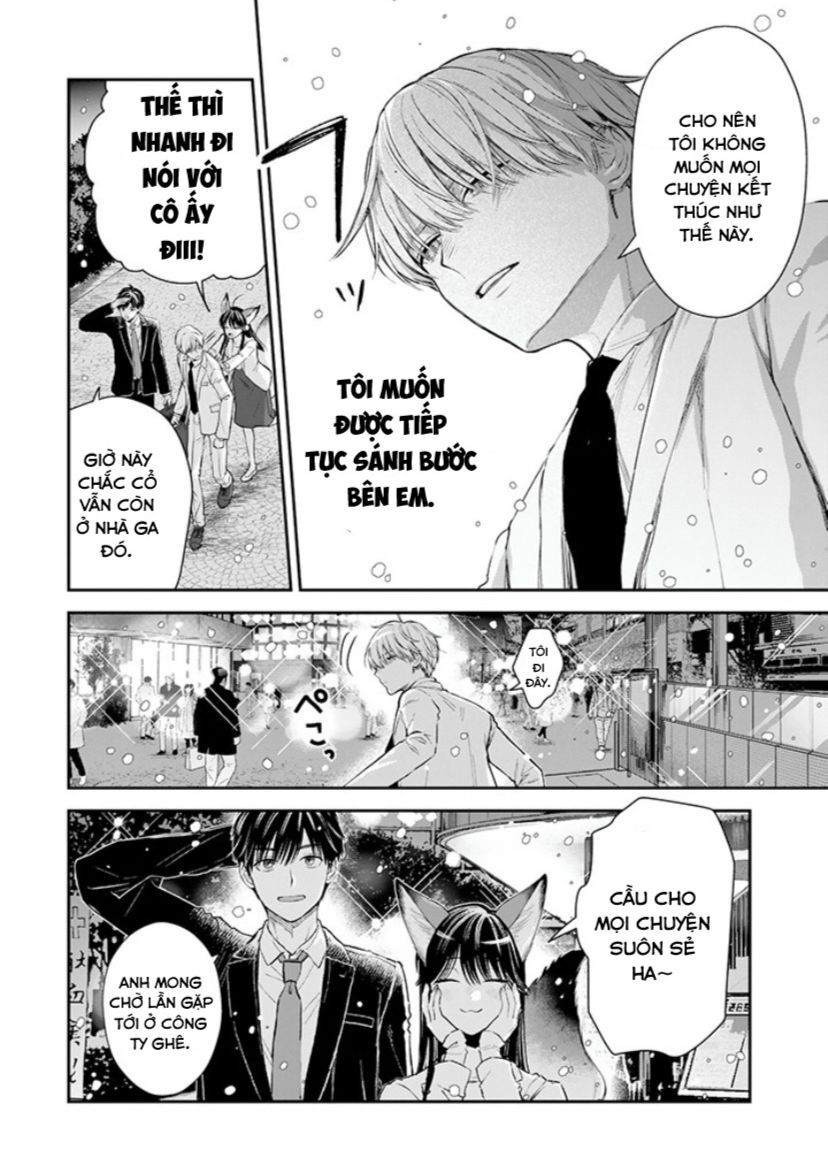 CHO NÊN
TÔI KHÔNG
MUỐN MỌI
CHUYỆN KẾT
THÚC NHƯ
THẾ NÀY.
TÔI MUỐN
ĐƯỢC TIẾP
TỤC SÁNH BƯỚC
BÊN EM.
THẾ THÌ
NHANH ĐI
NÓI VỚI
CÔ ẤY
ĐIII!
GIỜ NÀY
CHẮC CỔ
VẪN CÒN
Ở NHÀ GA
ĐÓ.
TÔI
ĐI
ĐÂY.
ぺこっ
CẦU CHO
MỌI CHUYỆN
SUÔN SẺ
HA~
ANH MONG
CHỜ LẦN GẶP
TỚI Ở CÔNG
TY GHÊ.